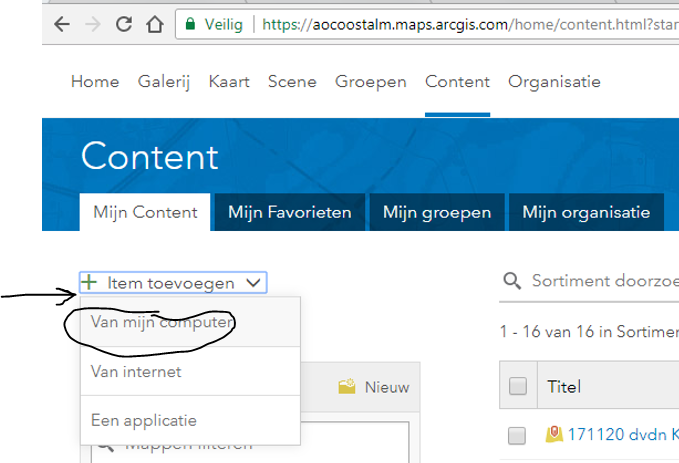 Veilig | https://aocoostalm.maps.arcgis.com/home/content.html?star
Home Galerij Kaart Scene Groepen Content Organisatie
Content
Mijn Content Mijn Favorieten Mijn groepen Mijn organisatie
+ Item toevoegen
Sortiment doorzoe
Van mijn computer
1 - 16 van 16 in Sortimen
Van internet
Nieuw
Titel
Een applicatie
Mappen filteren
171120 dvdn K